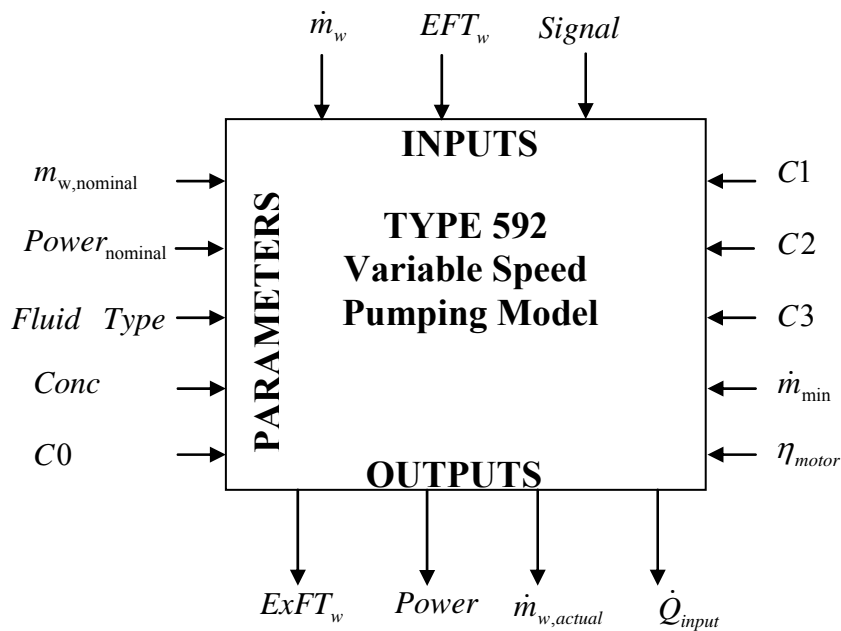 ṁ_w EFT_w Signal
INPUTS
m_w,nominal C1
PARAMETERS
TYPE 592
Variable Speed
Pumping Model
Power_nominal C2
Fluid Type C3
Conc ṁ_min
C0 η_motor
OUTPUTS
ExFT_w Power ṁ_w,actual Q̇_input